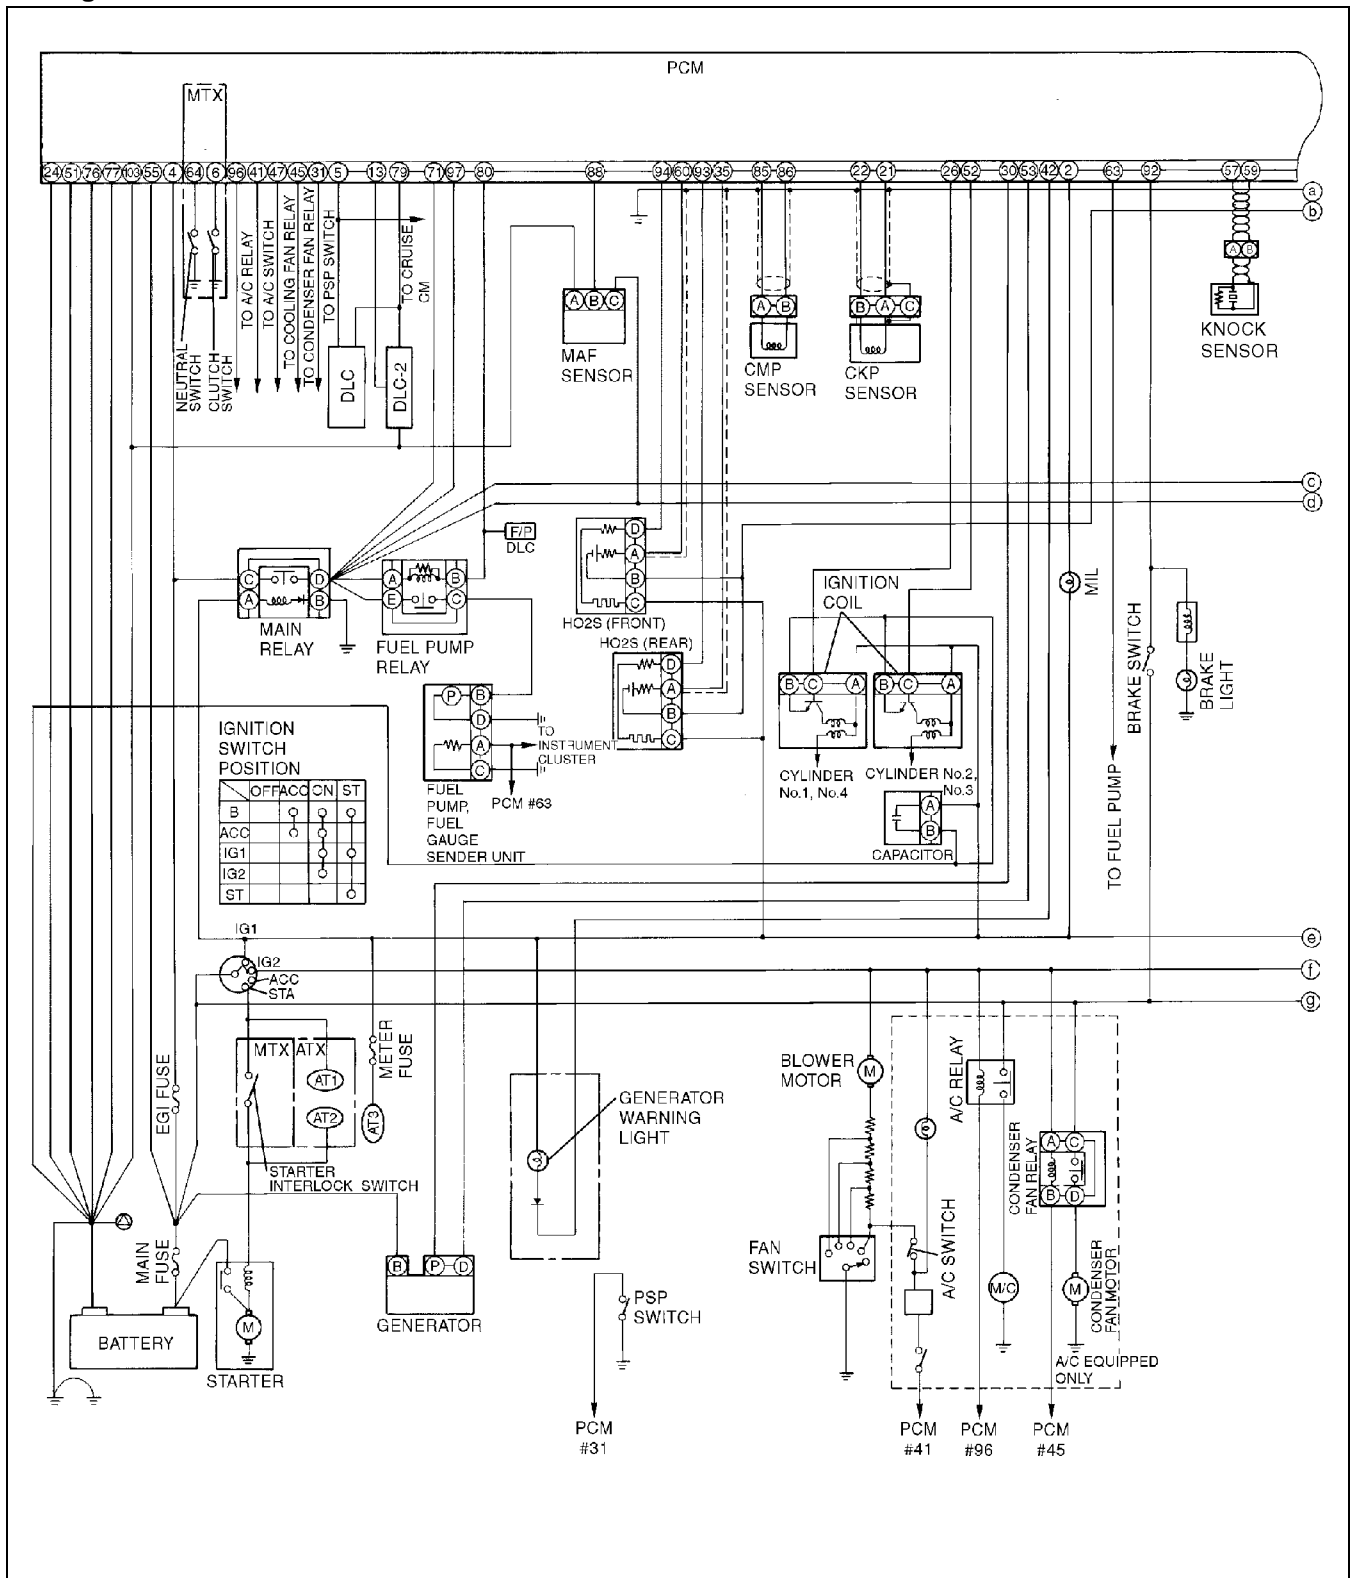 PCM
MTX
24 51 76 77 103 55 4 64 6 96 41 47 45 31 5 13 79 71 97 80 88 94 60 93 35 85 86 22 21 26 52 30 53 42 2 63 92 57 59
a
b
NEUTRAL
SWITCH
CLUTCH
SWITCH
TO A/C RELAY
TO A/C SWITCH
TO COOLING FAN RELAY
TO CONDENSER FAN RELAY
TO PSP SWITCH
TO CRUISE
CM
DLC
DLC-2
A B C
MAF
SENSOR
A B
CMP
SENSOR
B A C
CKP
SENSOR
A B
KNOCK
SENSOR
c
d
F/P
DLC
C D
A B
MAIN
RELAY
A B
E C
FUEL PUMP
RELAY
D
A
B
C
HO2S (FRONT)
HO2S (REAR)
D
A
B
C
IGNITION
COIL
B C A
B C A
CYLINDER
No.1, No.4
CYLINDER No.2,
No.3
A
B
CAPACITOR
MIL
BRAKE SWITCH
BRAKE
LIGHT
TO FUEL PUMP
P B
D
A
C
TO
INSTRUMENT
CLUSTER
PCM #63
FUEL
PUMP,
FUEL
GAUGE
SENDER UNIT
IGNITION
SWITCH
POSITION
OFF ACC ON ST
B
ACC
IG1
IG2
ST
IG1
IG2
ACC
STA
e
f
g
EGI FUSE
MTX ATX
AT1
AT2
METER
FUSE
AT3
STARTER
INTERLOCK SWITCH
GENERATOR
WARNING
LIGHT
BLOWER
MOTOR
M
A/C RELAY
CONDENSER
FAN RELAY
A C
B D
MAIN
FUSE
BATTERY
M
STARTER
B P D
GENERATOR
PSP
SWITCH
FAN
SWITCH
A/C SWITCH
M/C
M
CONDENSER
FAN MOTOR
A/C EQUIPPED
ONLY
PCM
#31
PCM
#41
PCM
#96
PCM
#45